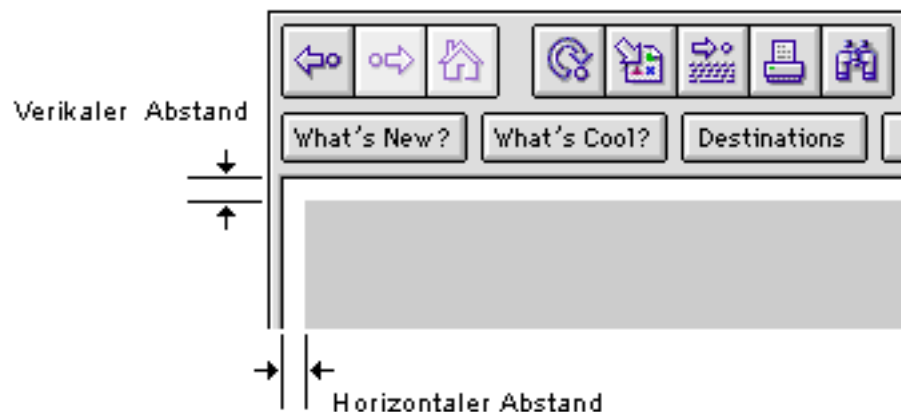 Verikaler Abstand
What's New?
What's Cool?
Destinations
Horizontaler Abstand